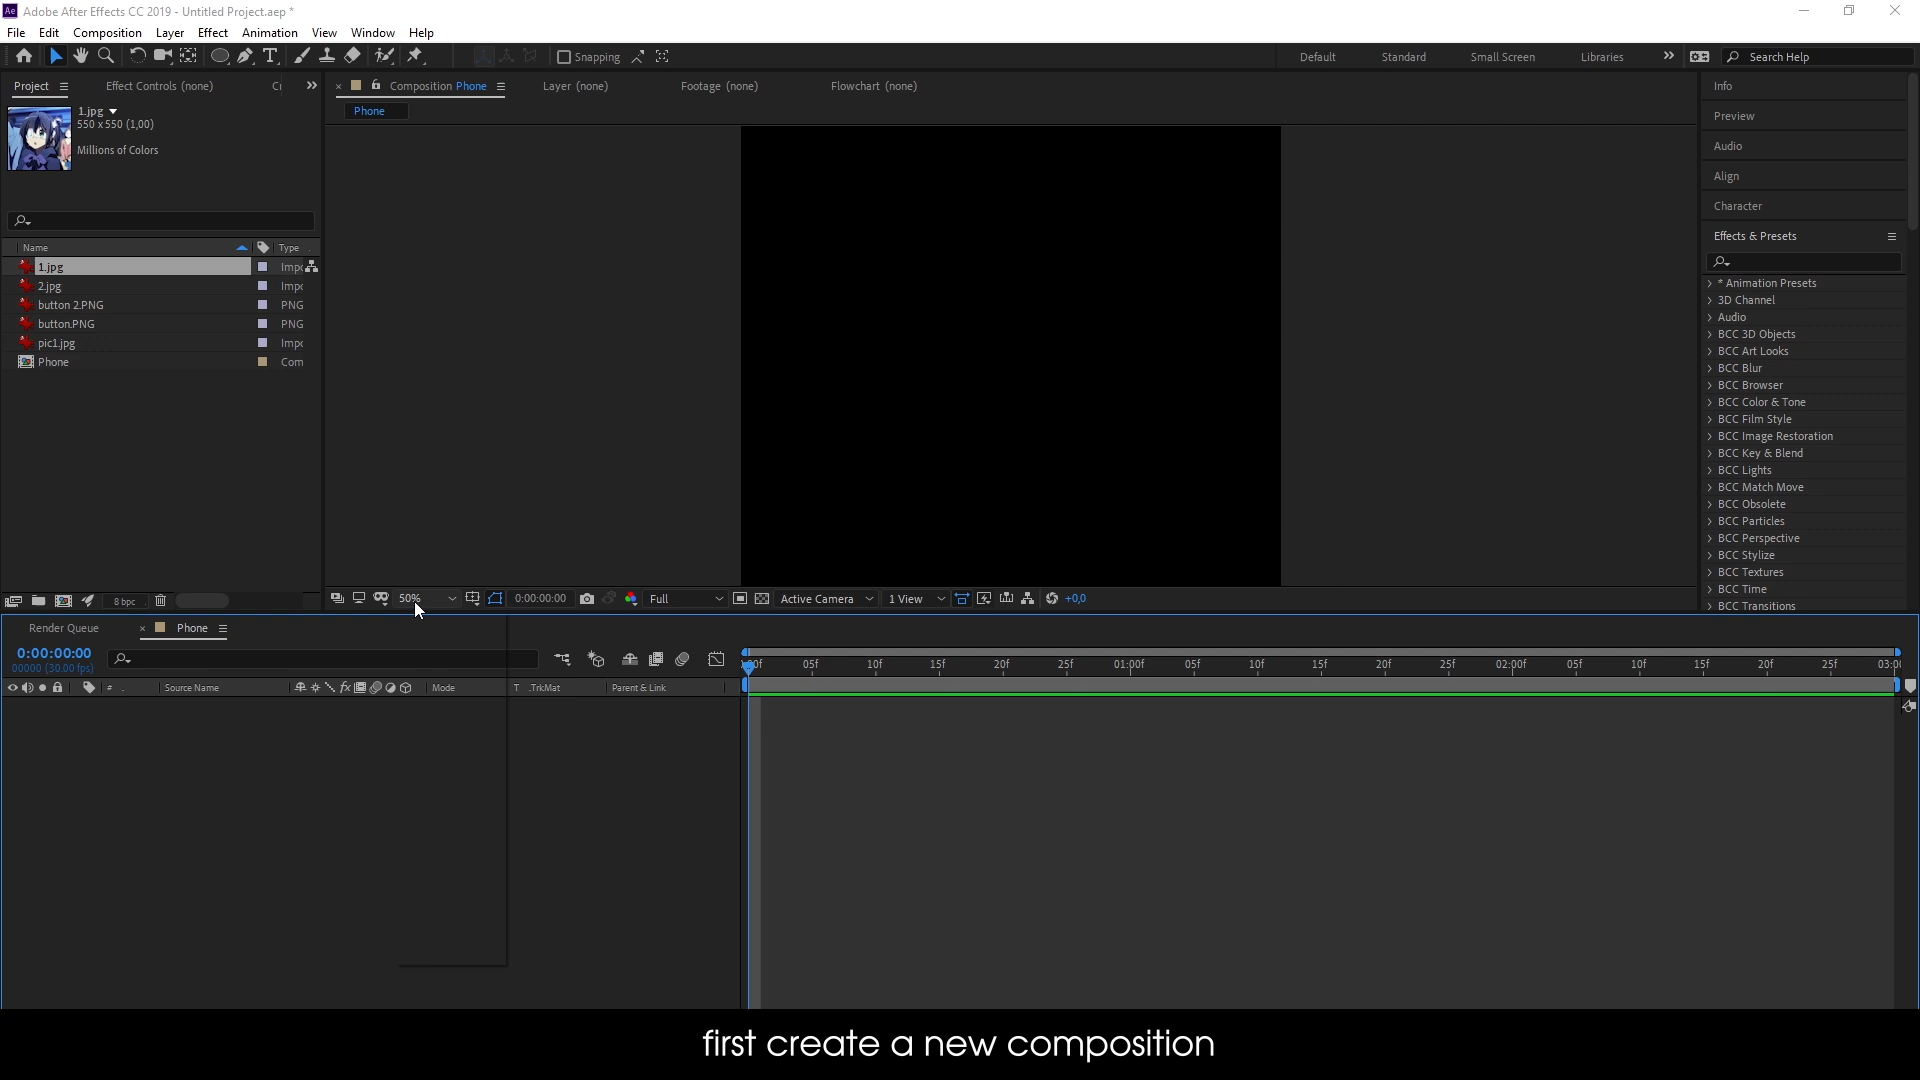 Ae Adobe After Effects CC 2019 - Untitled Project.aep *
File Edit Composition Layer Effect Animation View Window Help
Snapping Default Standard Small Screen Libraries Search Help
Project Effect Controls (none) Composition Phone Layer (none) Footage (none) Flowchart (none)
Phone
1.jpg
550 x 550 (1,00)
Millions of Colors
Name Type
1.jpg
2.jpg
button 2.PNG PNG
button.PNG PNG
pic1.jpg
Phone Com
8 bpc
50% 0:00:00:00 Full Active Camera 1 View +0,0
Info
Preview
Audio
Align
Character
Effects & Presets
* Animation Presets
3D Channel
Audio
BCC 3D Objects
BCC Art Looks
BCC Blur
BCC Browser
BCC Color & Tone
BCC Film Style
BCC Image Restoration
BCC Key & Blend
BCC Lights
BCC Match Move
BCC Obsolete
BCC Particles
BCC Perspective
BCC Stylize
BCC Textures
BCC Time
BCC Transitions
Render Queue Phone
0:00:00:00
00000 (30.00 fps)
05f 10f 15f 20f 25f 01:00f 05f 10f 15f 20f 25f 02:00f 05f 10f 15f 20f 25f
# Source Name fx Mode T .TrkMat Parent & Link
first create a new composition